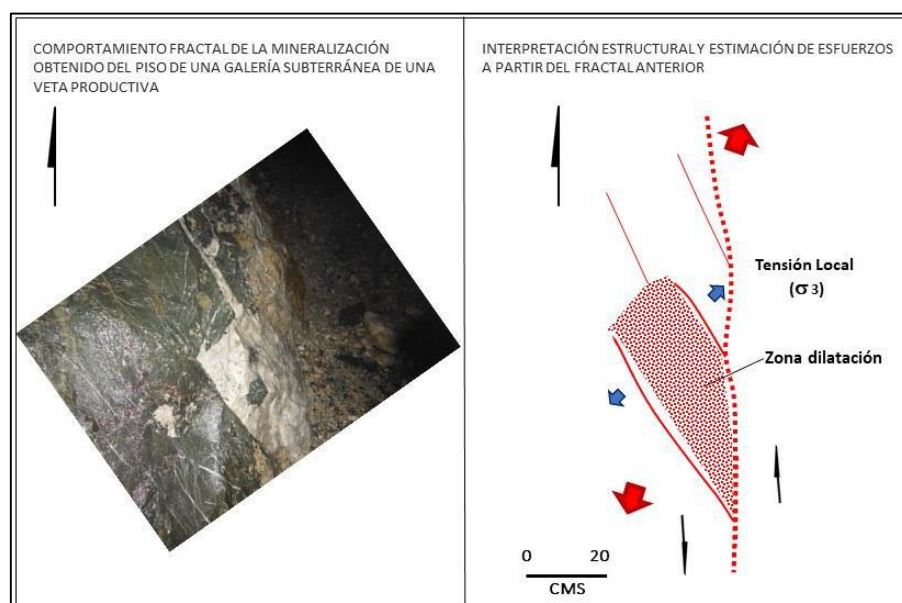 COMPORTAMIENTO FRACTAL DE LA MINERALIZACIÓN
OBTENIDO DEL PISO DE UNA GALERÍA SUBTERRÁNEA DE UNA
VETA PRODUCTIVA
INTERPRETACIÓN ESTRUCTURAL Y ESTIMACIÓN DE ESFUERZOS
A PARTIR DEL FRACTAL ANTERIOR
Tensión Local
(σ 3)
Zona dilatación
0 20
CMS